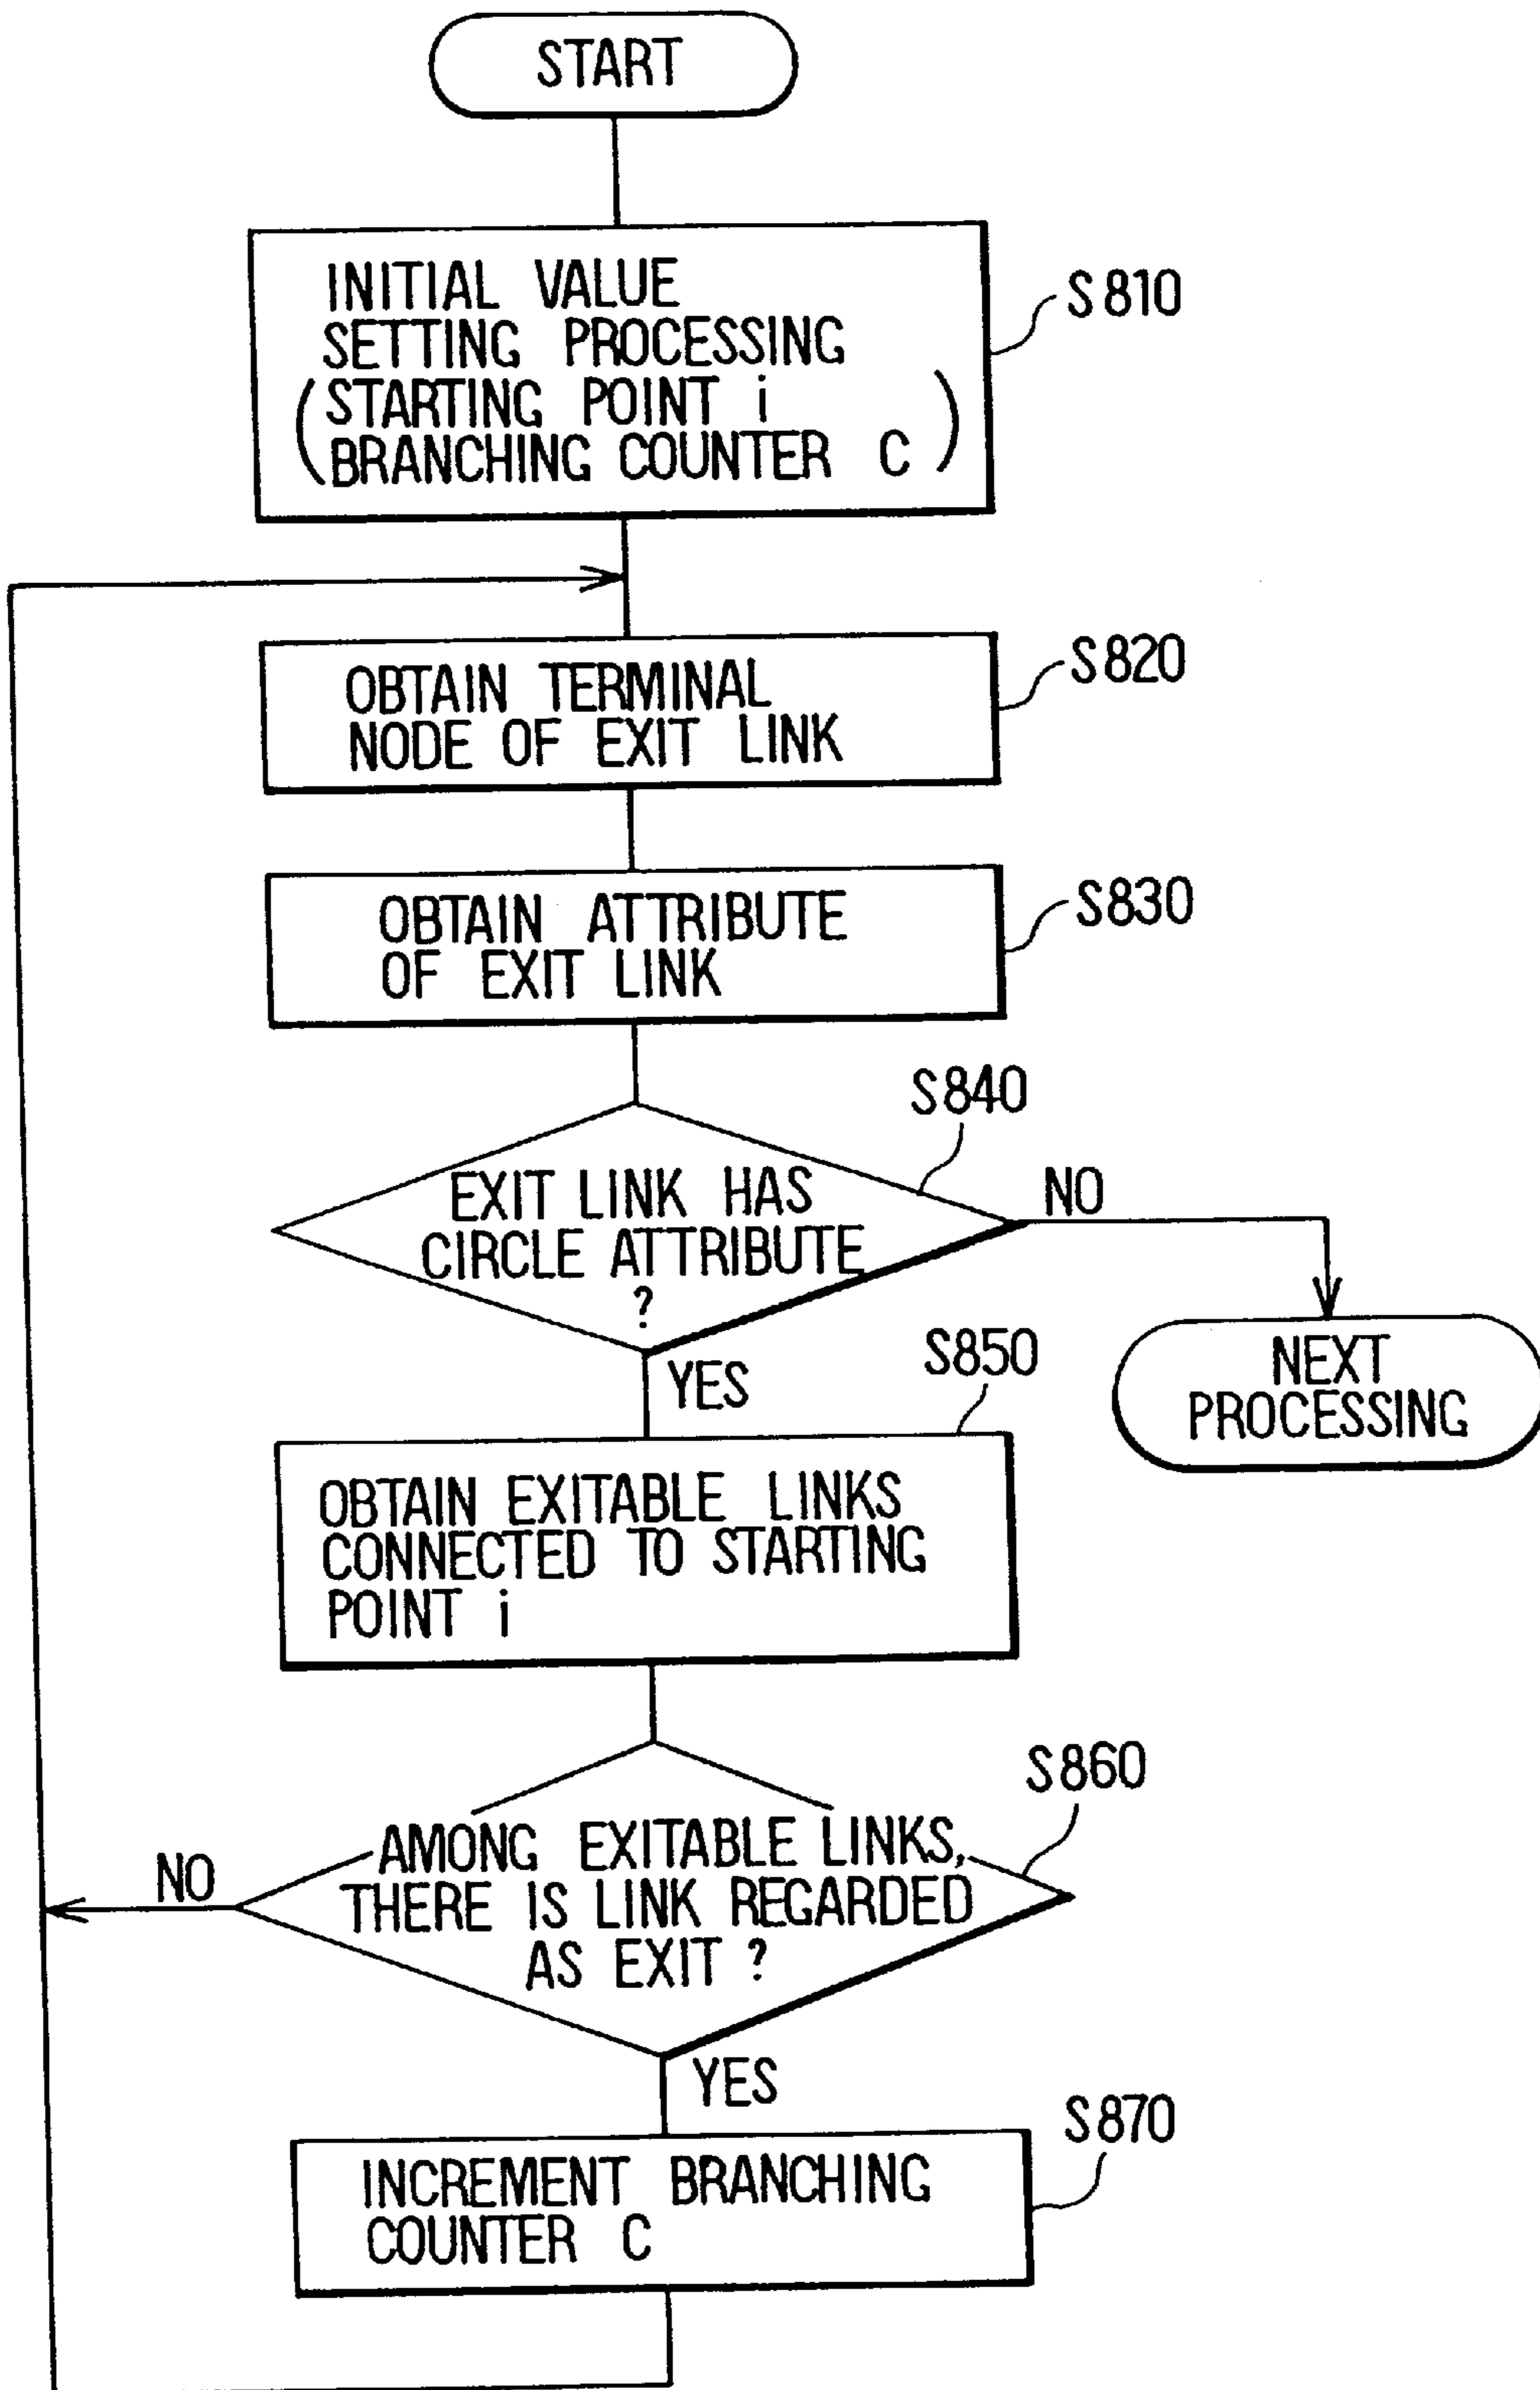 START
INITIAL VALUE
SETTING PROCESSING
(STARTING POINT i
BRANCHING COUNTER C)
S810
OBTAIN TERMINAL
NODE OF EXIT LINK
S820
OBTAIN ATTRIBUTE
OF EXIT LINK
S830
S840
EXIT LINK HAS
CIRCLE ATTRIBUTE
?
NO
NEXT
PROCESSING
YES
S850
OBTAIN EXITABLE LINKS
CONNECTED TO STARTING
POINT i
S860
AMONG EXITABLE LINKS,
THERE IS LINK REGARDED
AS EXIT ?
NO
YES
S870
INCREMENT BRANCHING
COUNTER C